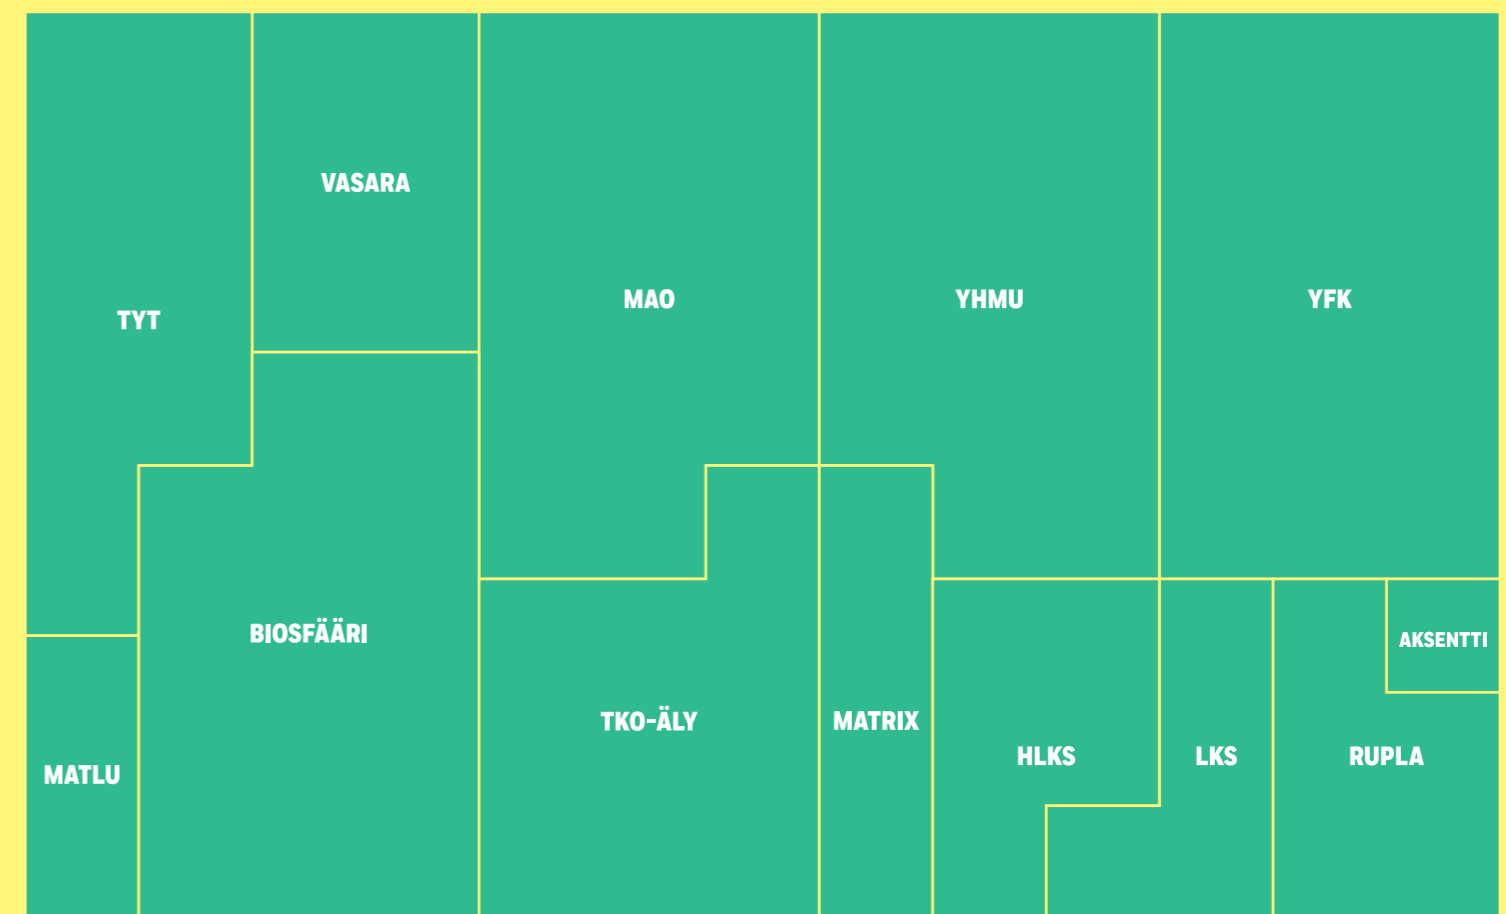 VASARA
MAO
YHMU
YFK
TYT
BIOSFÄÄRI
AKSENTTI
TKO-ÄLY
MATRIX
HLKS
LKS
RUPLA
MATLU